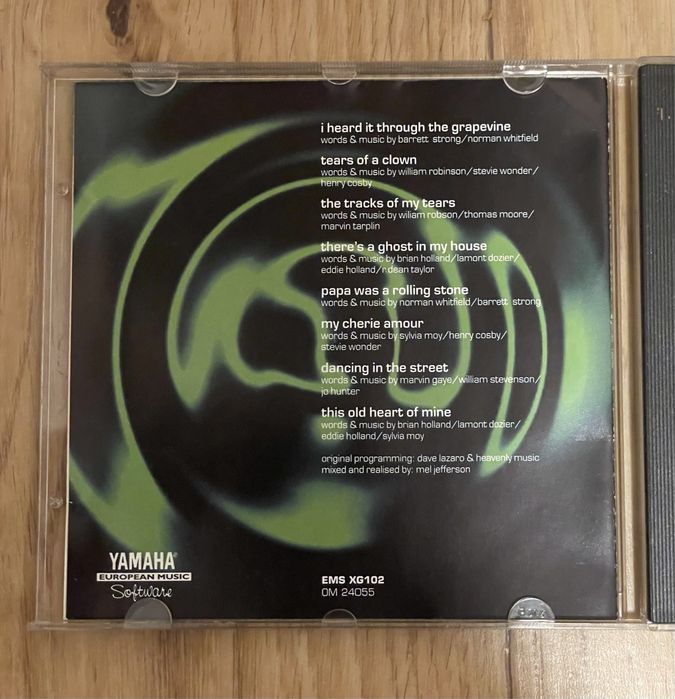 i heard it through the grapevine
words & music by barrett strong/norman whitfield
tears of a clown
words & music by william robinson/stevie wonder/
henry cosby
the tracks of my tears
words & music by wiliam robson/thomas moore/
marvin tarplin
there's a ghost in my house
words & music by brian holland/lamont dozier/
eddie holland/r.dean taylor
papa was a rolling stone
words & music by norman whitfield/barrett strong
my cherie amour
words & music by sylvia moy/henry cosby/
stevie wonder
dancing in the street
words & music by marvin gaye/william stevenson/
jo hunter
this old heart of mine
words & music by brian holland/lamont dozier/
eddie holland/sylvia moy
original programming: dave lazaro & heavenly music
mixed and realised by: mel jefferson
YAMAHA®
EUROPEAN MUSIC
Software
EMS XG102
OM 24055